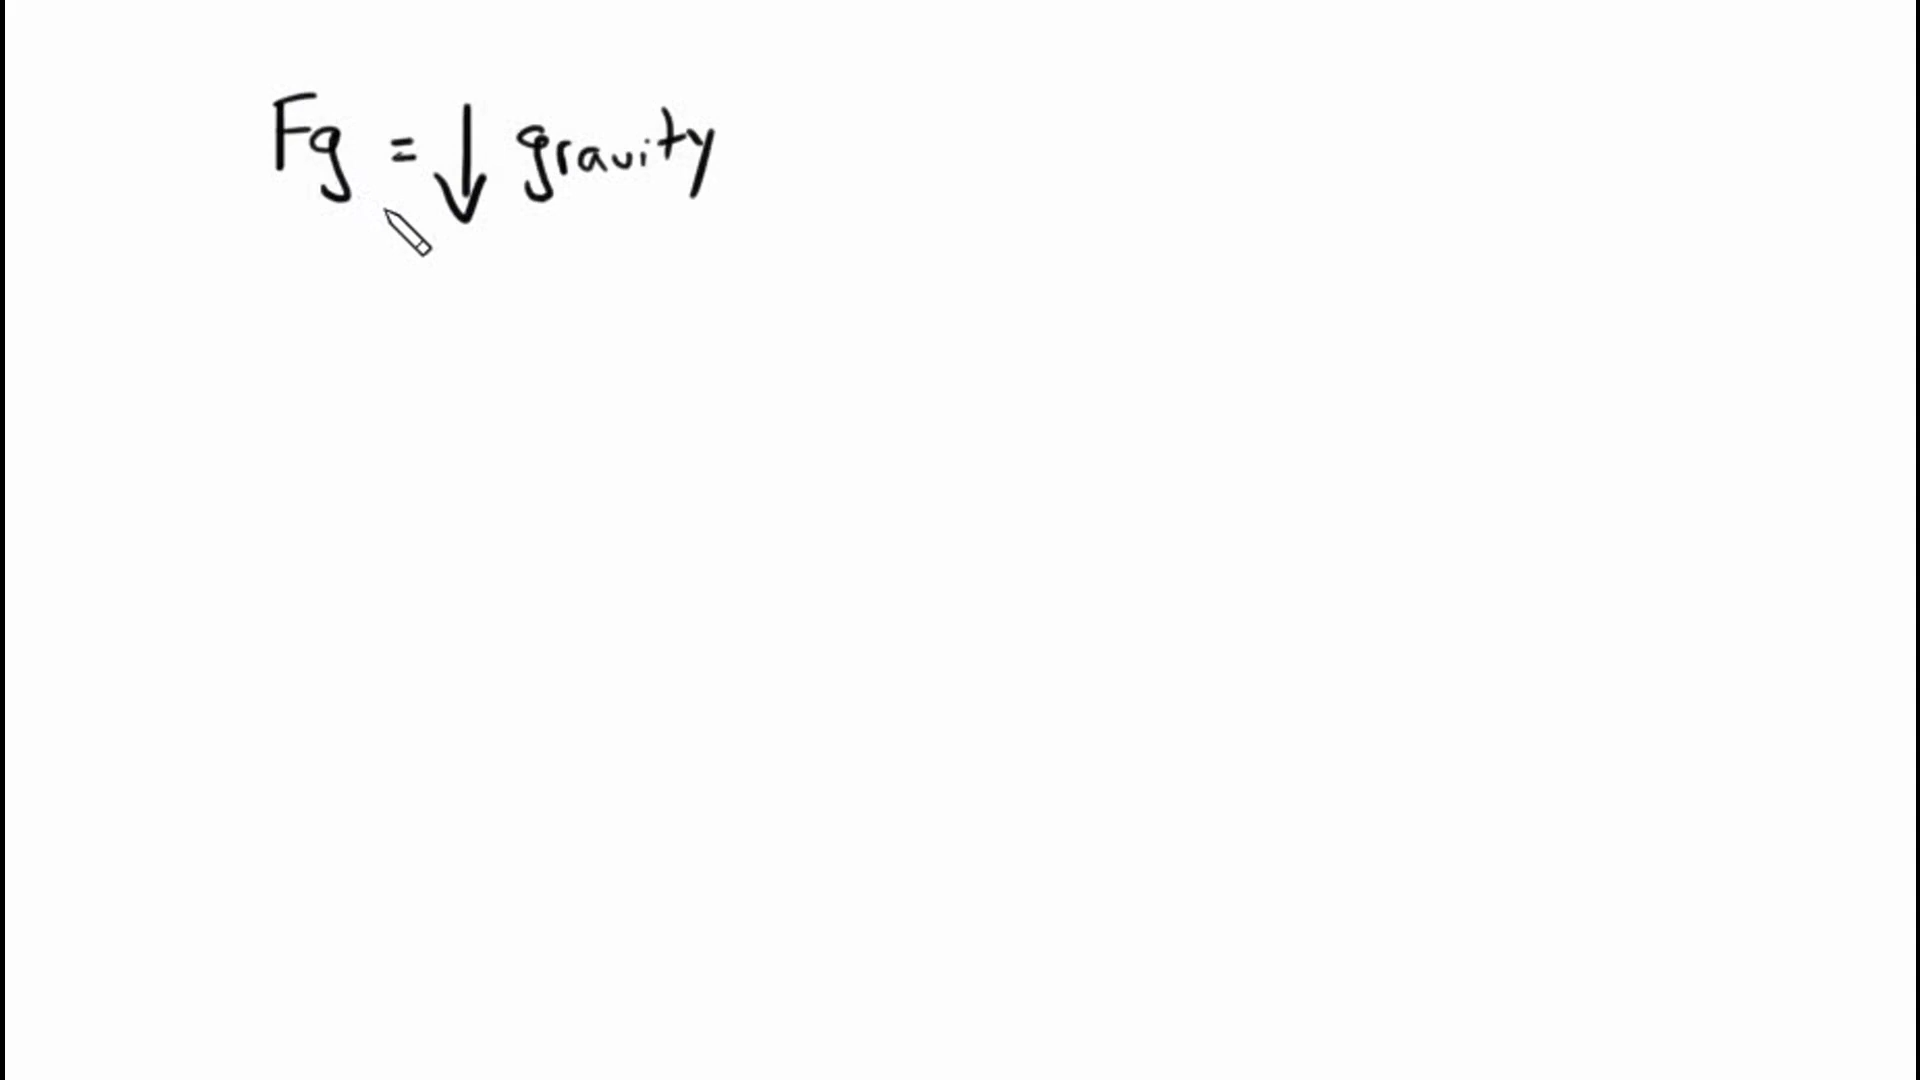 Fg = ↓ gravity